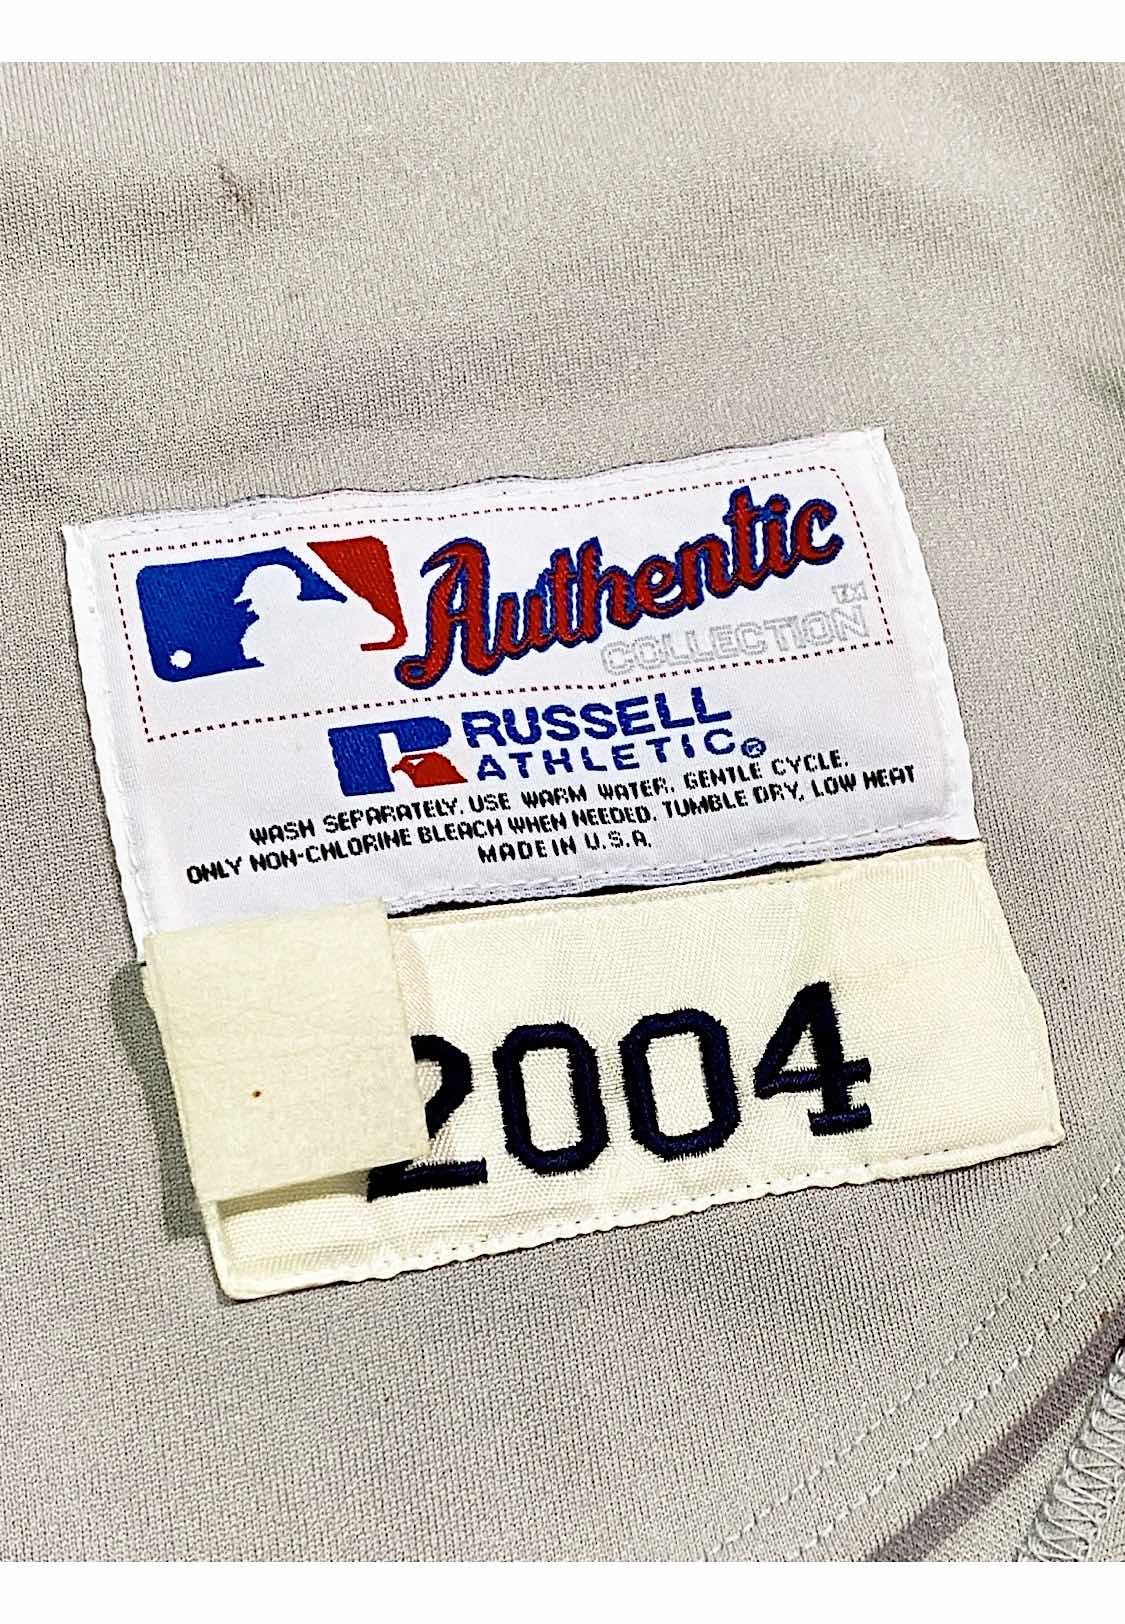 Authentic
COLLECTION™
RUSSELL
ATHLETIC®
WASH SEPARATELY. USE WARM WATER. GENTLE CYCLE.
ONLY NON-CHLORINE BLEACH WHEN NEEDED. TUMBLE DRY, LOW HEAT
MADE IN U.S.A.
2004